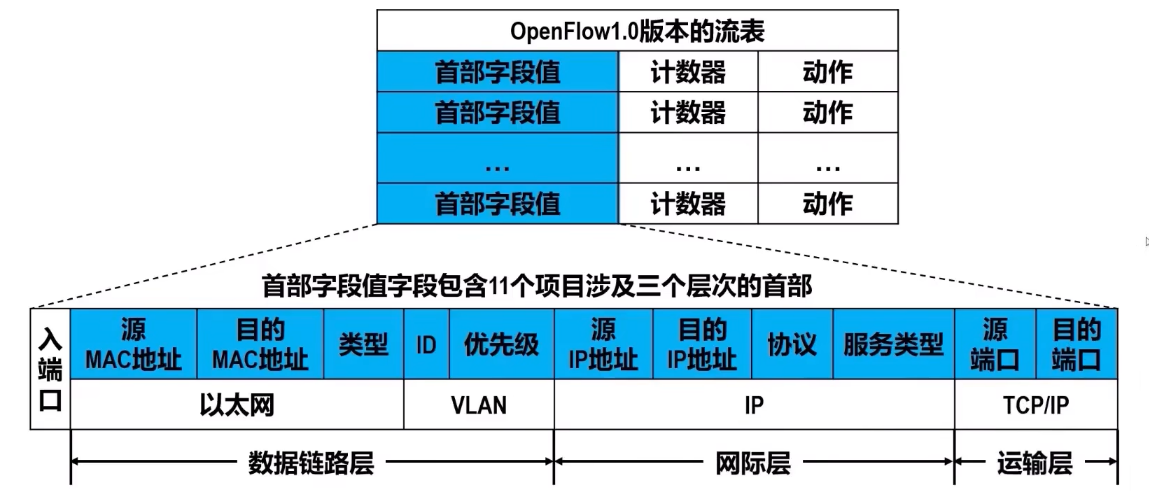 OpenFlow1.0版本的流表
首部字段值 计数器 动作
首部字段值 计数器 动作
... ... ...
首部字段值 计数器 动作
首部字段值字段包含11个项目涉及三个层次的首部
入端口
源MAC地址
目的MAC地址
类型
ID
优先级
源IP地址
目的IP地址
协议
服务类型
源端口
目的端口
以太网 VLAN IP TCP/IP
数据链路层 网际层 运输层